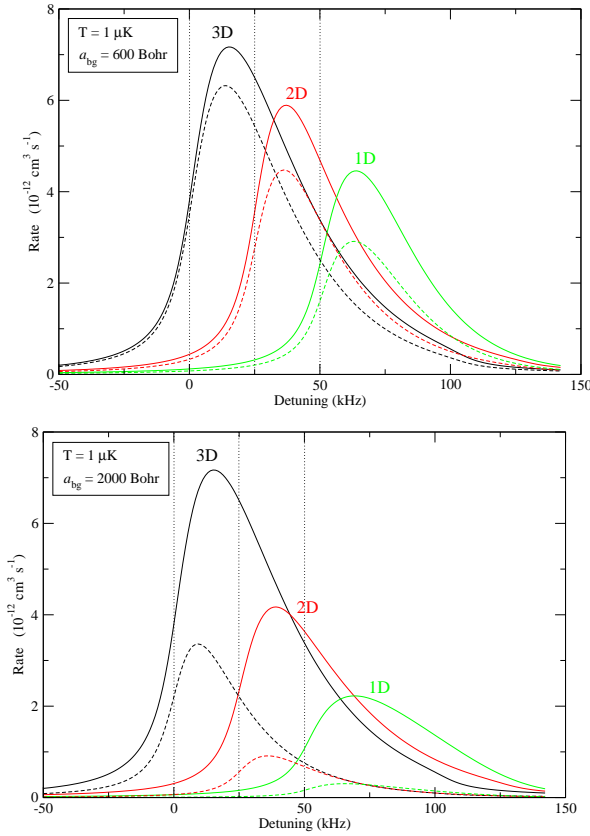 T = 1 μK
a_bg = 600 Bohr
3D
2D
1D
Rate (10^-12 cm^3 s^-1)
8
6
4
2
0
-50 0 50 100 150
Detuning (kHz)
T = 1 μK
a_bg = 2000 Bohr
3D
2D
1D
Rate (10^-12 cm^3 s^-1)
8
6
4
2
0
-50 0 50 100 150
Detuning (kHz)